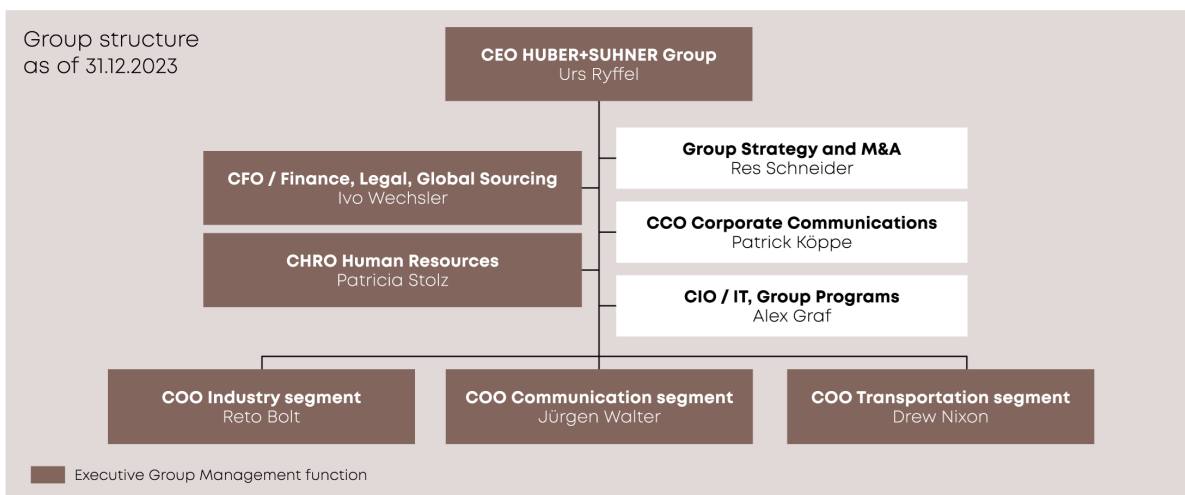 Group structure
as of 31.12.2023
CEO HUBER+SUHNER Group
Urs Ryffel
Group Strategy and M&A
Res Schneider
CFO / Finance, Legal, Global Sourcing
Ivo Wechsler
CCO Corporate Communications
Patrick Köppe
CHRO Human Resources
Patricia Stolz
CIO / IT, Group Programs
Alex Graf
COO Industry segment
Reto Bolt
COO Communication segment
Jürgen Walter
COO Transportation segment
Drew Nixon
Executive Group Management function